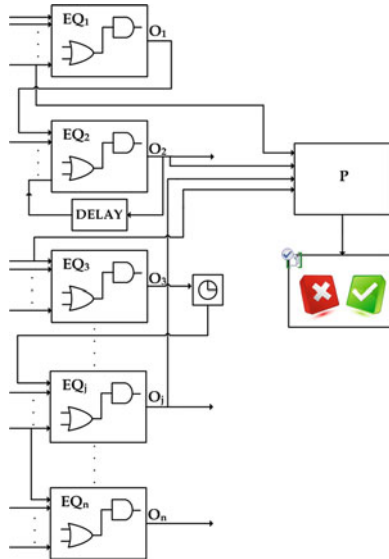 EQ1 O1
EQ2 O2
P
DELAY
EQ3 O3
EQj Oj
EQn On